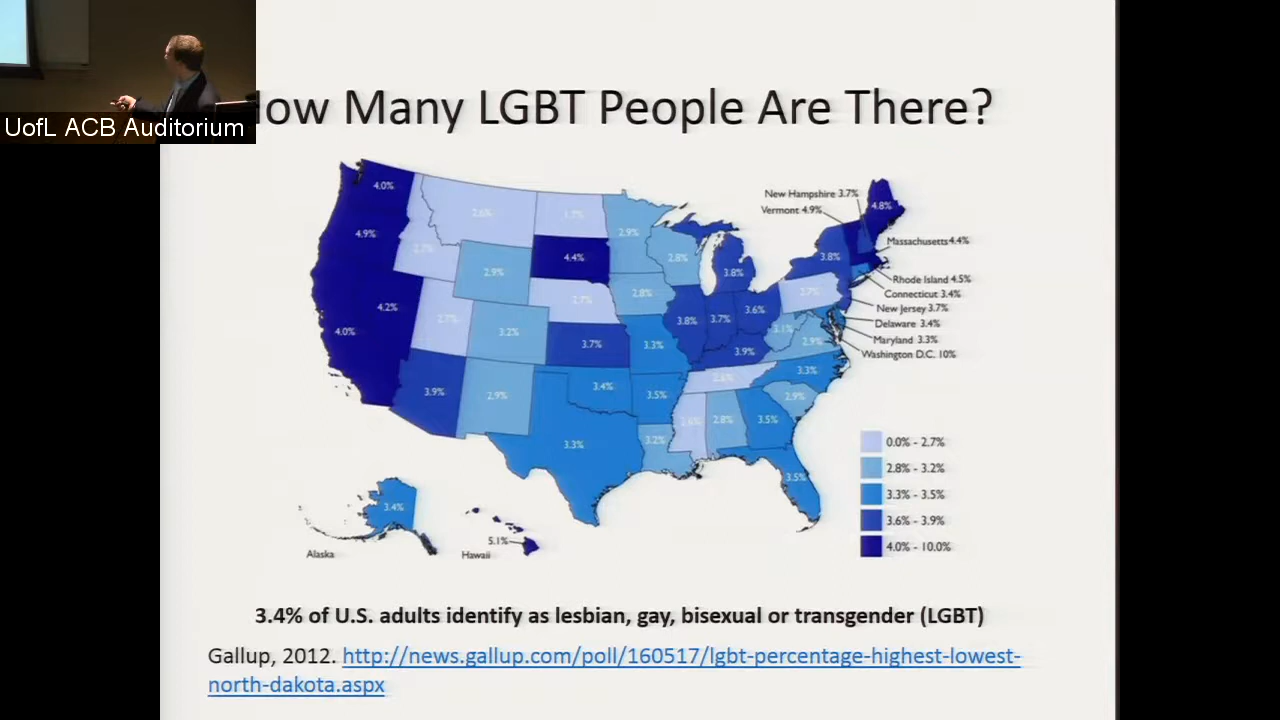 UofL ACB Auditorium
ow Many LGBT People Are There?
4.0%
2.6%
1.7%
4.9%
2.7%
2.9%
4.4%
2.9%
2.8%
3.8%
3.8%
4.8%
New Hampshire 3.7%
Vermont 4.9%
Massachusetts 4.4%
Rhode Island 4.5%
Connecticut 3.4%
New Jersey 3.7%
Delaware 3.4%
Maryland 3.3%
Washington D.C. 10%
4.0%
4.2%
2.7%
3.2%
2.7%
2.8%
3.8%
3.7%
3.6%
2.7%
3.7%
3.3%
3.9%
3.1%
2.9%
3.9%
2.9%
3.4%
3.5%
3.3%
3.3%
3.2%
2.8%
3.5%
2.9%
3.5%
3.4%
Alaska
5.1%
Hawaii
0.0% - 2.7%
2.8% - 3.2%
3.3% - 3.5%
3.6% - 3.9%
4.0% - 10.0%
3.4% of U.S. adults identify as lesbian, gay, bisexual or transgender (LGBT)
Gallup, 2012. http://news.gallup.com/poll/160517/lgbt-percentage-highest-lowest-
north-dakota.aspx